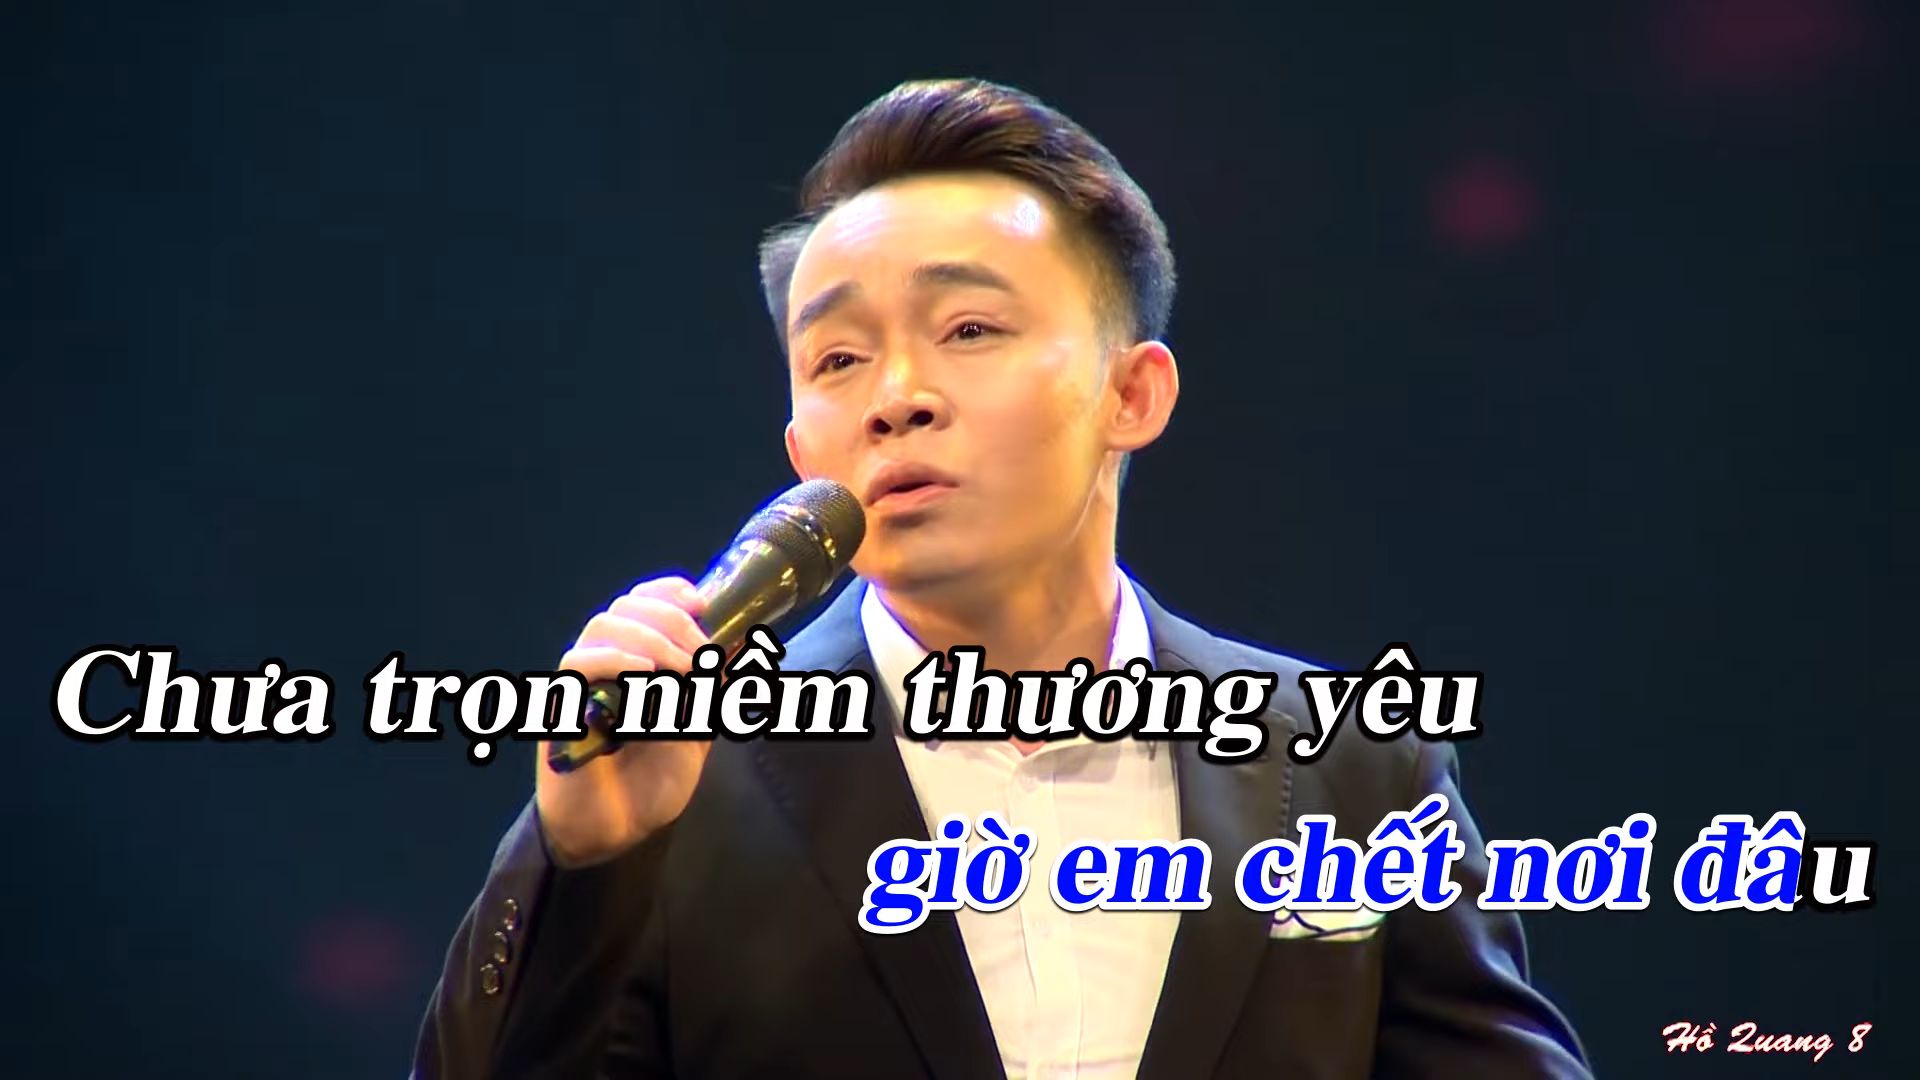 Chưa trọn niềm thương yêu
giờ em chết nơi đâu
Hồ Quang 8